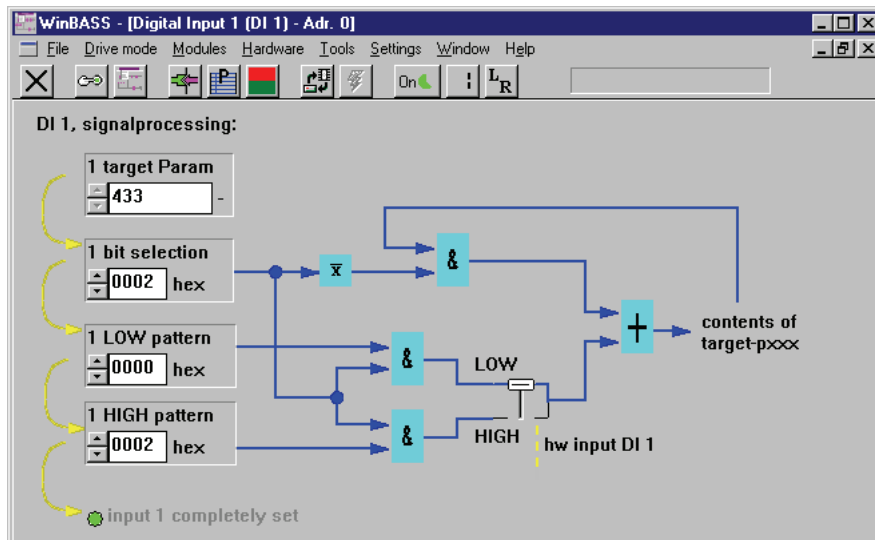 WinBASS - [Digital Input 1 (DI 1) - Adr. 0]
File Drive mode Modules Hardware Tools Settings Window Help
P On L R
DI 1, signalprocessing:
1 target Param
433 -
1 bit selection
0002 hex
x
&
1 LOW pattern
0000 hex
&
LOW
+
contents of
target-pxxx
1 HIGH pattern
0002 hex
&
HIGH
hw input DI 1
input 1 completely set